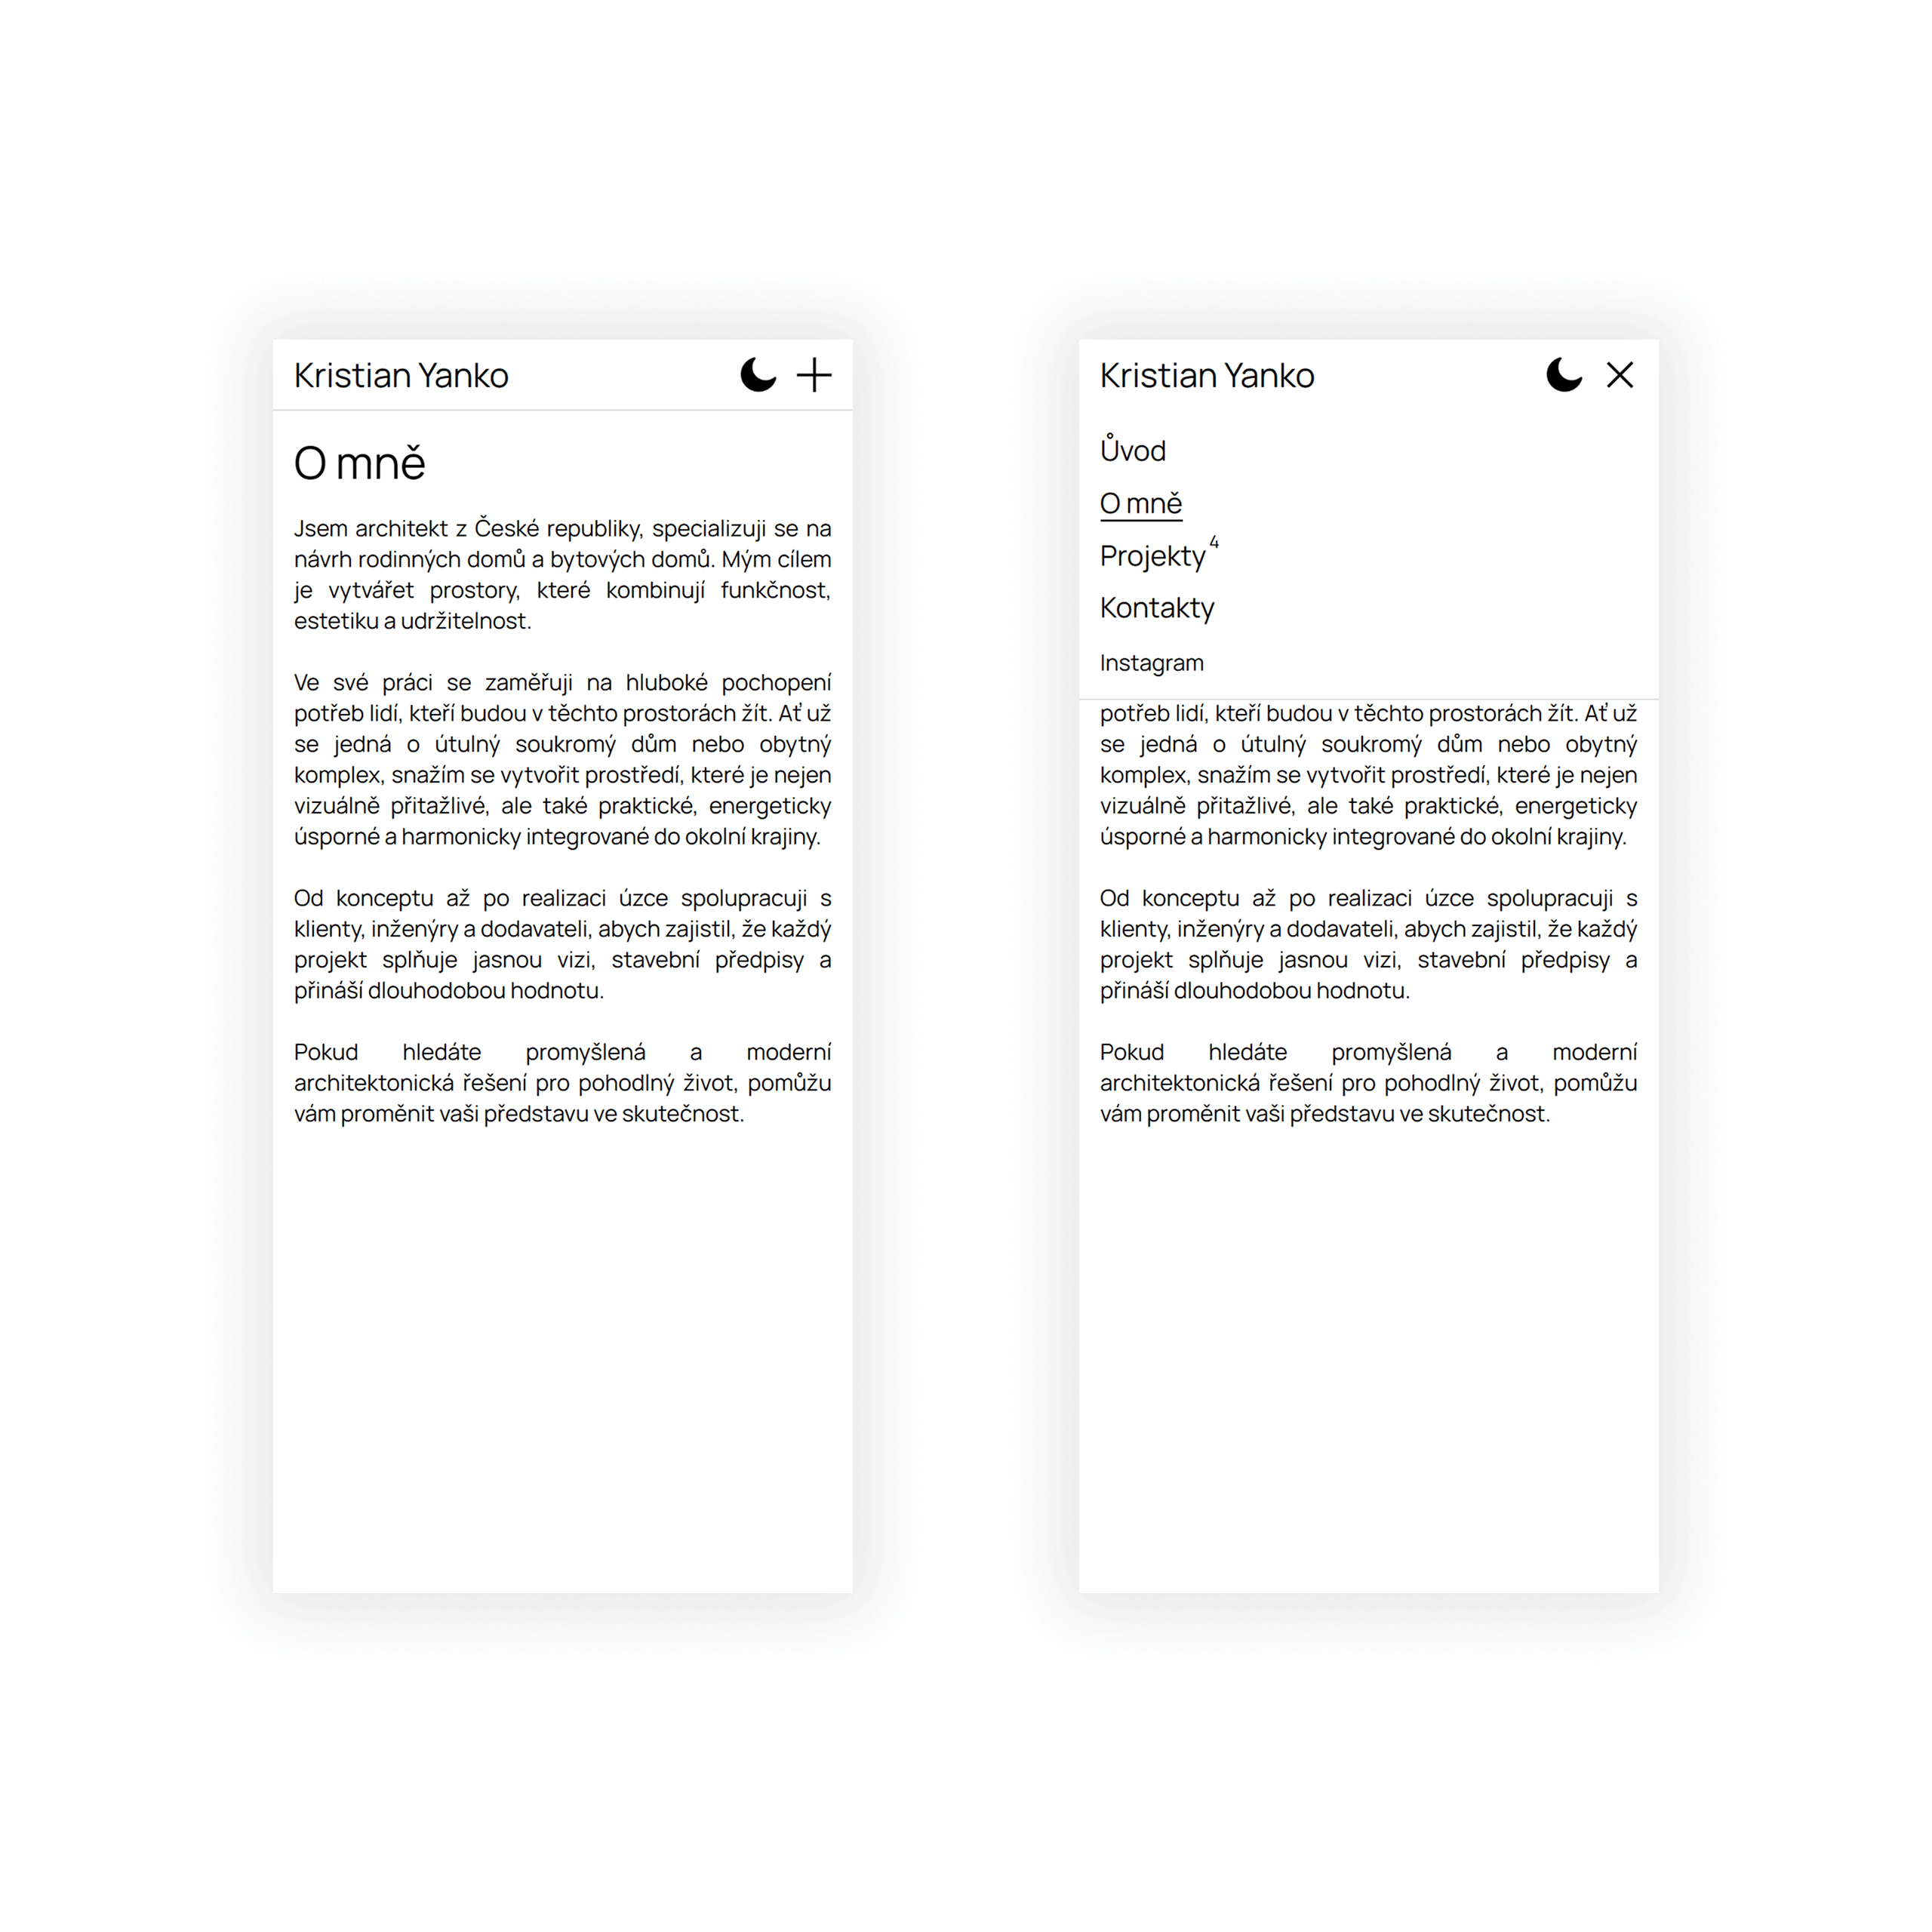 Kristian Yanko
O mně
Jsem architekt z České republiky, specializuji se na
návrh rodinných domů a bytových domů. Mým cílem
je vytvářet prostory, které kombinují funkčnost,
estetiku a udržitelnost.
Ve své práci se zaměřuji na hluboké pochopení
potřeb lidí, kteří budou v těchto prostorách žít. Ať už
se jedná o útulný soukromý dům nebo obytný
komplex, snažím se vytvořit prostředí, které je nejen
vizuálně přitažlivé, ale také praktické, energeticky
úsporné a harmonicky integrované do okolní krajiny.
Od konceptu až po realizaci úzce spolupracuji s
klienty, inženýry a dodavateli, abych zajistil, že každý
projekt splňuje jasnou vizi, stavební předpisy a
přináší dlouhodobou hodnotu.
Pokud hledáte promyšlená a moderní
architektonická řešení pro pohodlný život, pomůžu
vám proměnit vaši představu ve skutečnost.
Kristian Yanko
Úvod
O mně
Projekty 4
Kontakty
Instagram
potřeb lidí, kteří budou v těchto prostorách žít. Ať už
se jedná o útulný soukromý dům nebo obytný
komplex, snažím se vytvořit prostředí, které je nejen
vizuálně přitažlivé, ale také praktické, energeticky
úsporné a harmonicky integrované do okolní krajiny.
Od konceptu až po realizaci úzce spolupracuji s
klienty, inženýry a dodavateli, abych zajistil, že každý
projekt splňuje jasnou vizi, stavební předpisy a
přináší dlouhodobou hodnotu.
Pokud hledáte promyšlená a moderní
architektonická řešení pro pohodlný život, pomůžu
vám proměnit vaši představu ve skutečnost.